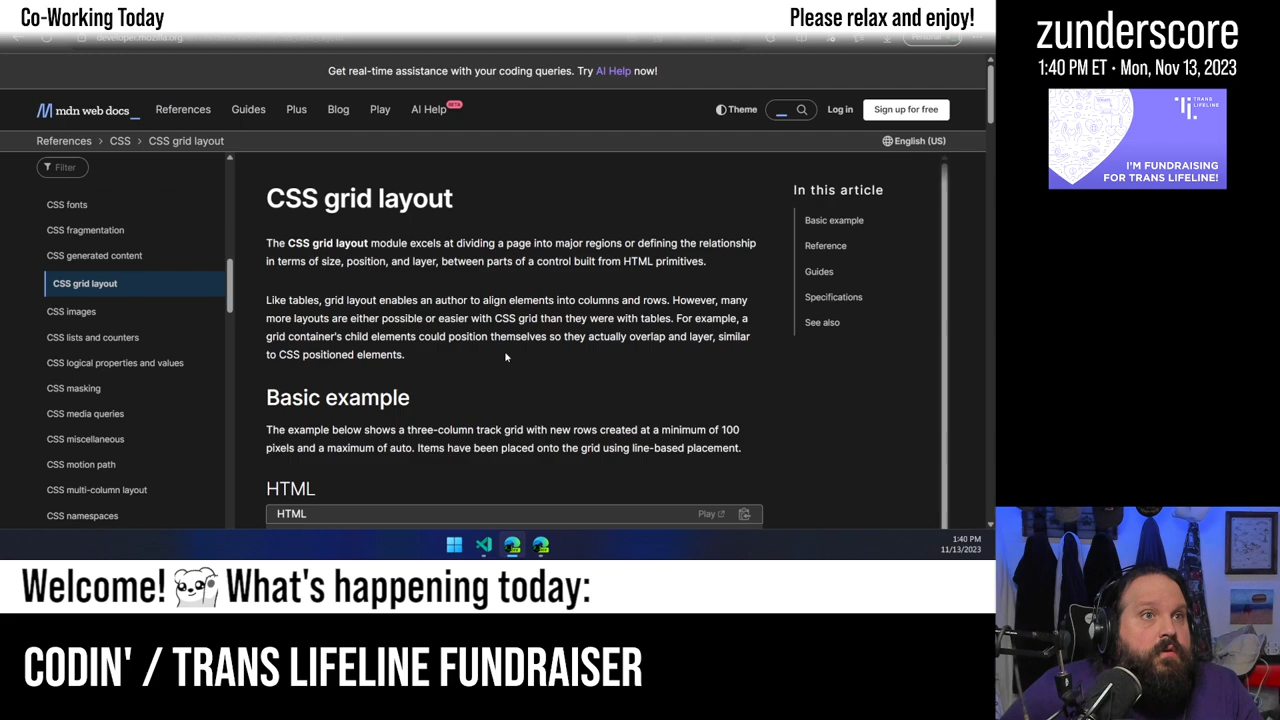 Co-Working Today
Please relax and enjoy!
developer.mozilla.org
Get real-time assistance with your coding queries. Try AI Help now!
mdn web docs_
References
Guides
Plus
Blog
Play
AI Help BETA
Theme
Log in
Sign up for free
References > CSS > CSS grid layout
English (US)
Filter
CSS fonts
CSS fragmentation
CSS generated content
CSS grid layout
CSS images
CSS lists and counters
CSS logical properties and values
CSS masking
CSS media queries
CSS miscellaneous
CSS motion path
CSS multi-column layout
CSS namespaces
CSS grid layout
The CSS grid layout module excels at dividing a page into major regions or defining the relationship
in terms of size, position, and layer, between parts of a control built from HTML primitives.
Like tables, grid layout enables an author to align elements into columns and rows. However, many
more layouts are either possible or easier with CSS grid than they were with tables. For example, a
grid container's child elements could position themselves so they actually overlap and layer, similar
to CSS positioned elements.
Basic example
The example below shows a three-column track grid with new rows created at a minimum of 100
pixels and a maximum of auto. Items have been placed onto the grid using line-based placement.
HTML
HTML
Play
In this article
Basic example
Reference
Guides
Specifications
See also
1:40 PM
11/13/2023
Welcome! What's happening today:
CODIN' / TRANS LIFELINE FUNDRAISER
zunderscore
1:40 PM ET • Mon, Nov 13, 2023
TRANS
LIFELINE
I'M FUNDRAISING
FOR TRANS LIFELINE!